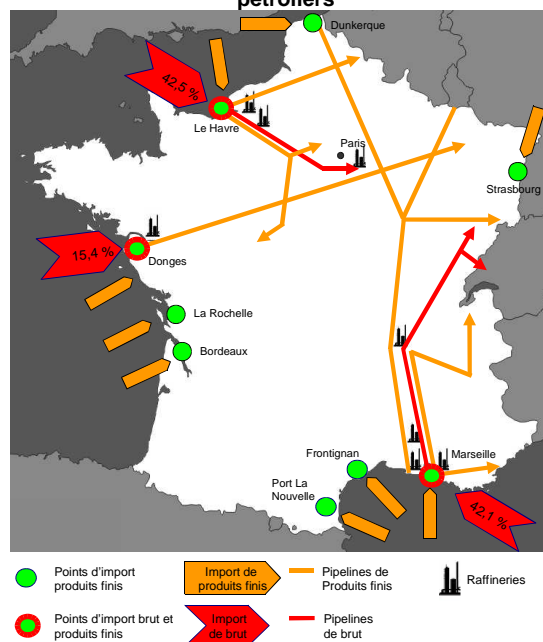 pétroliers
Dunkerque
42,5 %
Le Havre
Paris
Strasbourg
15,4 %
Donges
La Rochelle
Bordeaux
Frontignan
Marseille
Port La
Nouvelle
42,1 %
Points d'import
produits finis
Import de
produits finis
Pipelines de
Produits finis
Raffineries
Points d'import brut et
produits finis
Import
de brut
Pipelines
de brut